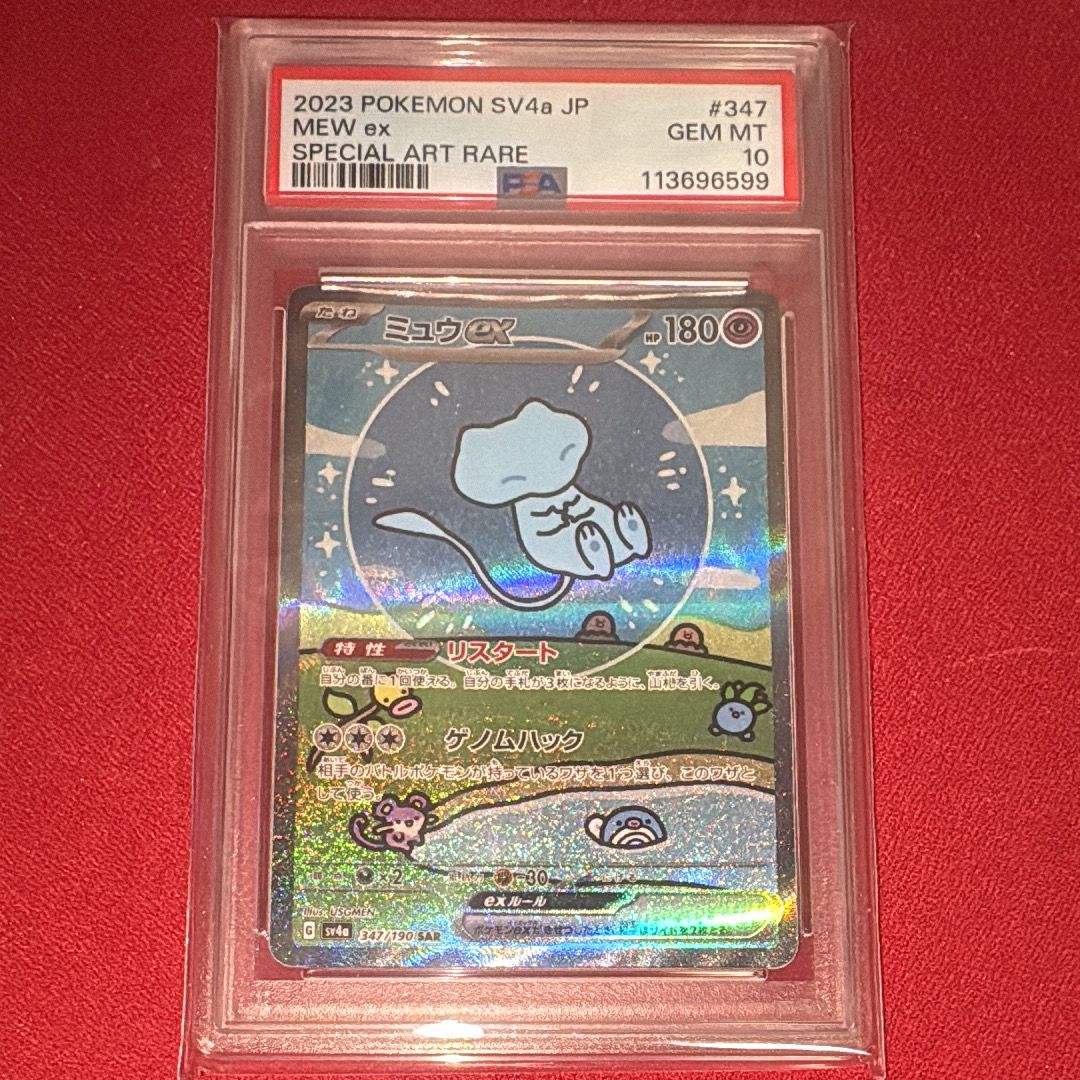 2023 POKEMON SV4a JP #347
MEW ex GEM MT
SPECIAL ART RARE 10
PSA 113696599
たね ミュウex HP 180
特性 リスタート
自分の番に1回使える。自分の手札が3枚になるように、山札を引く。
ゲノムハック
相手のバトルポケモンが持っているワザを1つ選び、このワザと
して使う。
×2 -30
exルール
Illus. USGMEN
G sv4a 347/190 SAR